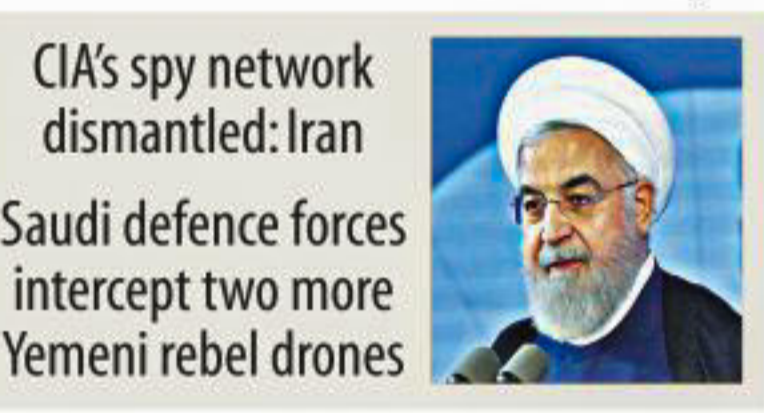 CIA's spy network
dismantled: Iran
Saudi defence forces
intercept two more
Yemeni rebel drones